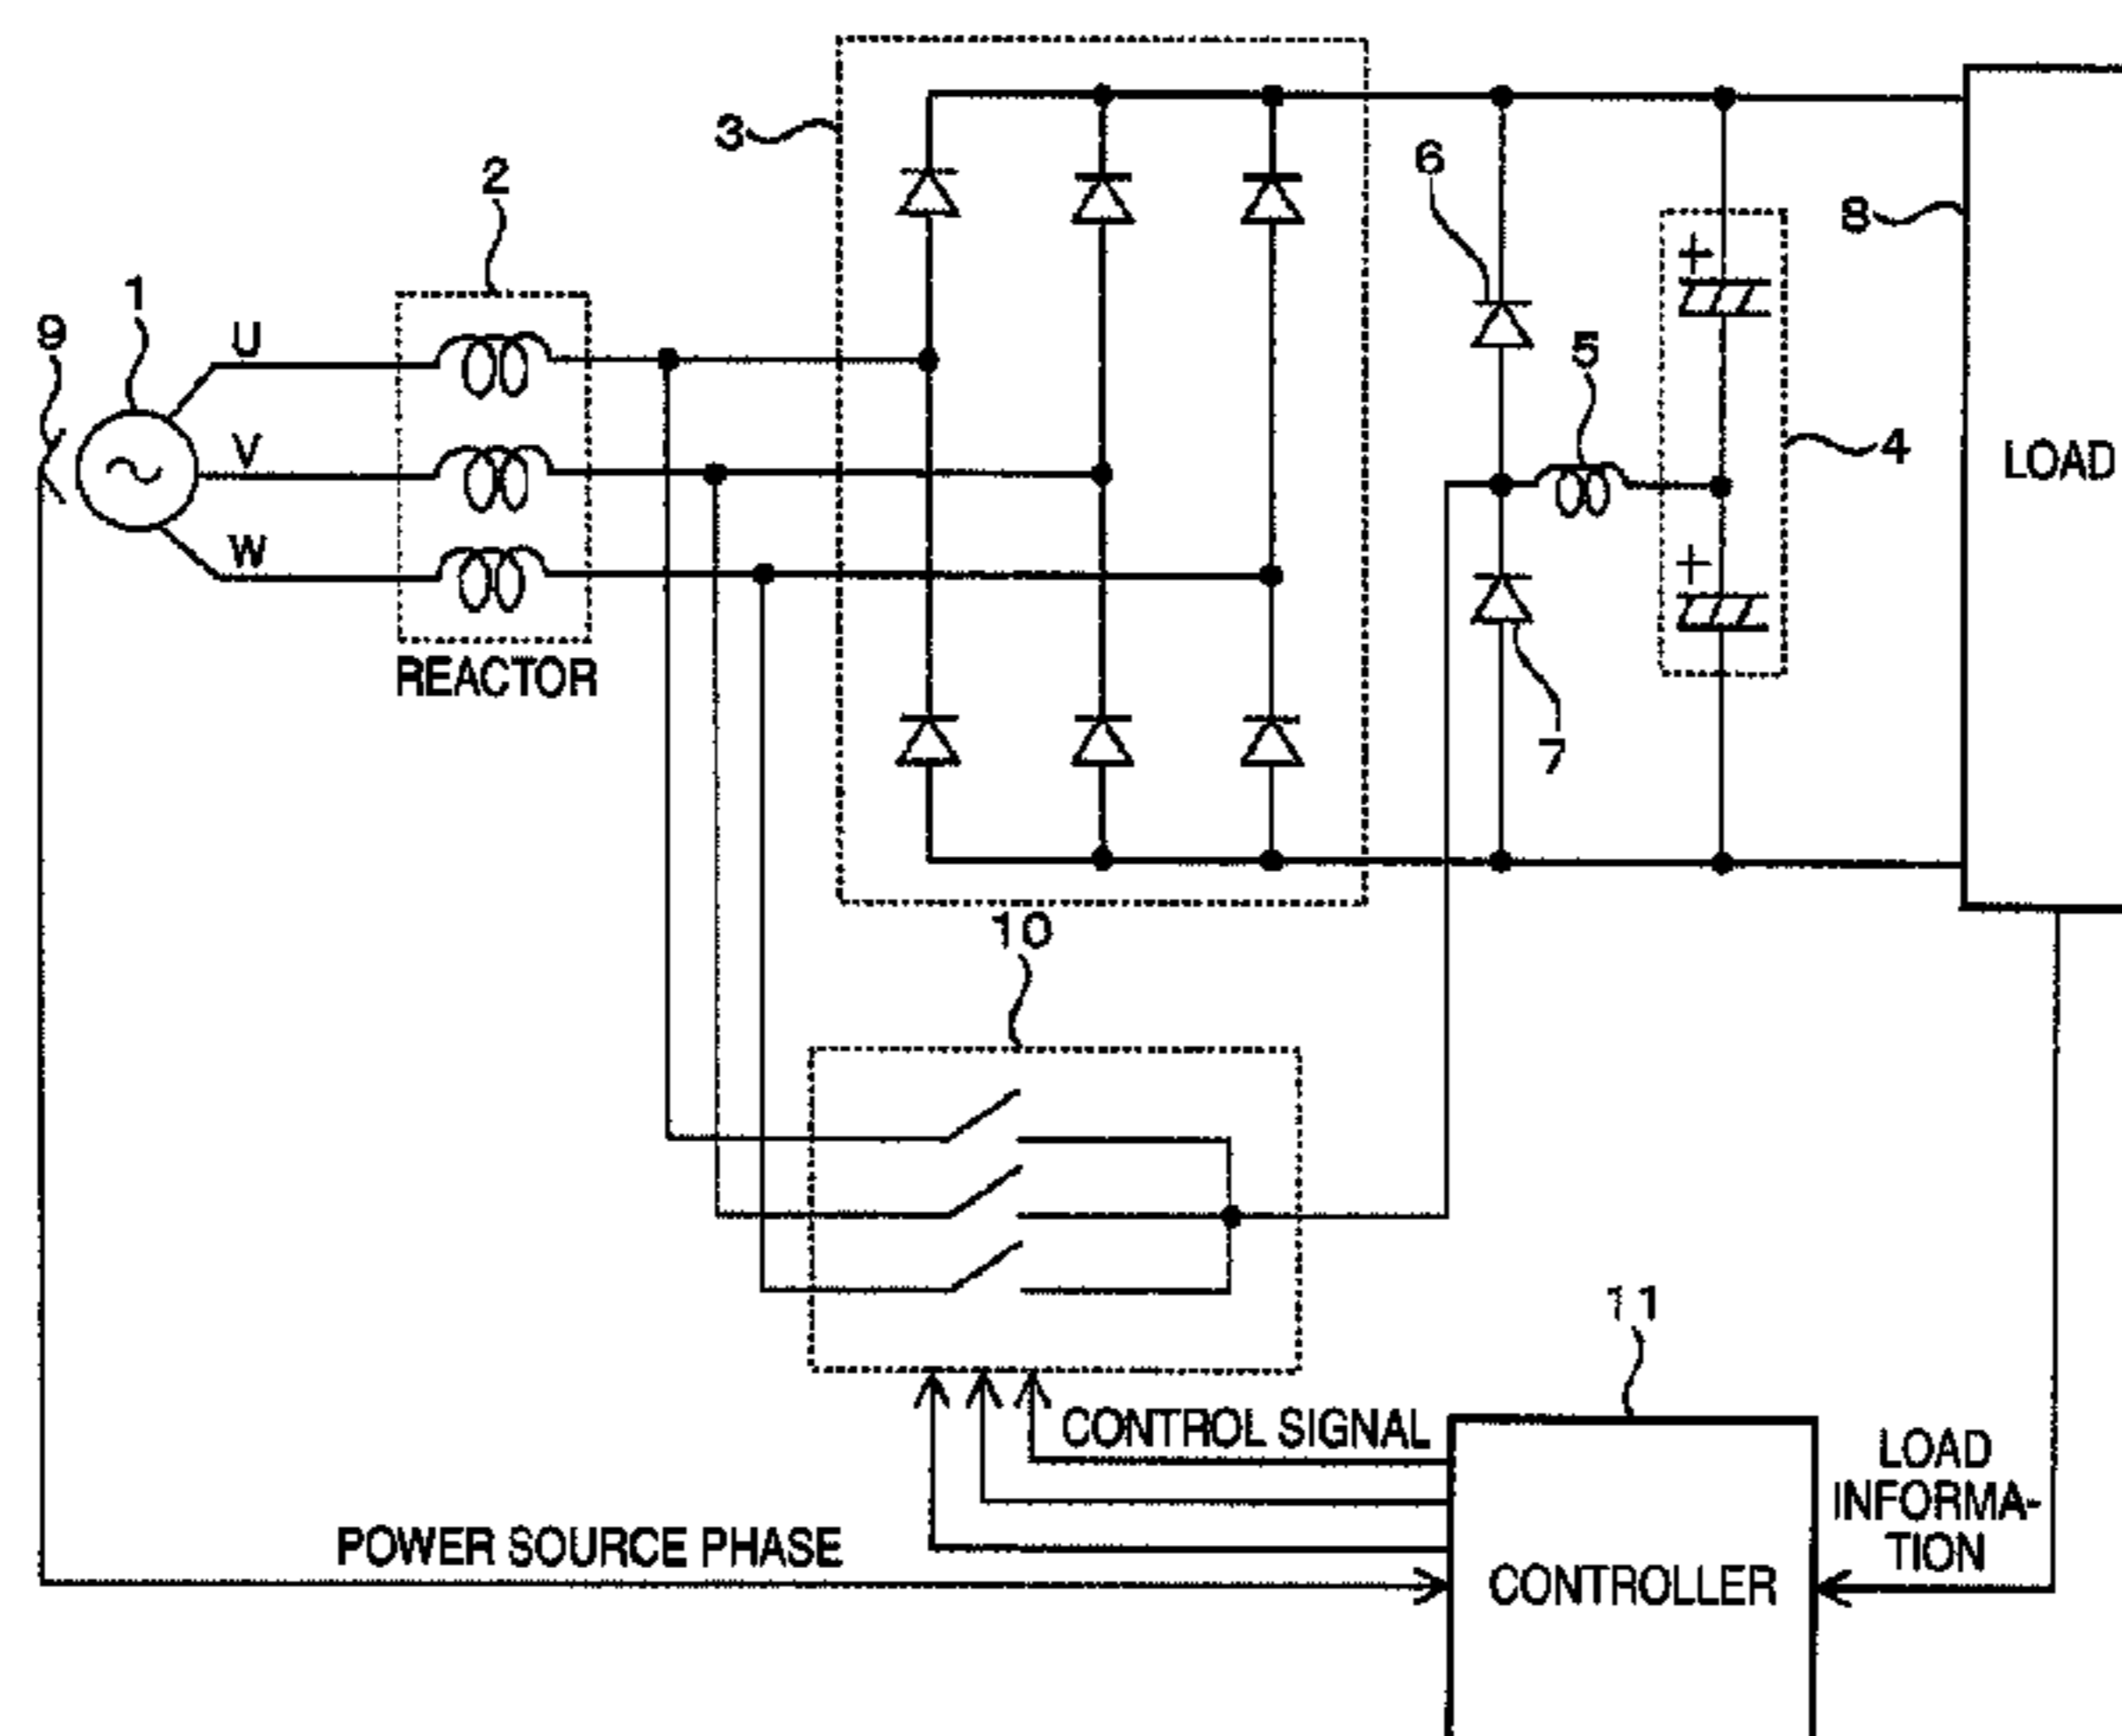 3
2
1
9
U
V
W
REACTOR
6
5
+
+
4
7
8
LOAD
10
11
CONTROL SIGNAL
LOAD
INFORMA-
TION
POWER SOURCE PHASE
CONTROLLER